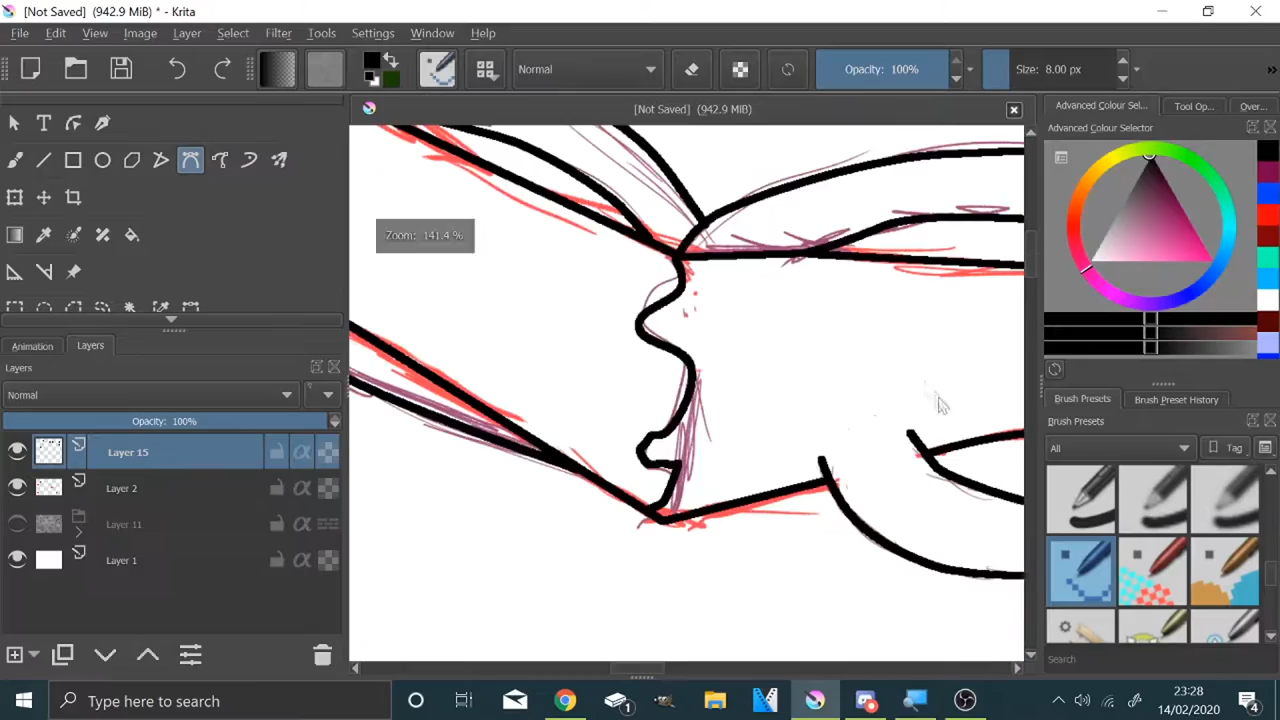 [Not Saved] (942.9 MiB) * - Krita
File Edit View Image Layer Select Filter Tools Settings Window Help
Normal
Opacity: 100%
Size: 8.00 px
»
[Not Saved] (942.9 MiB)
Advanced Colour Sel...
Tool Op...
Over...
Advanced Colour Selector
Zoom: 141.4 %
Animation
Layers
Layers
Normal
Opacity: 100%
Layer 15
Layer 2
Layer 11
Layer 1
Brush Presets
Brush Preset History
Brush Presets
All
Tag
Search
Type here to search
1
23:28
14/02/2020
4